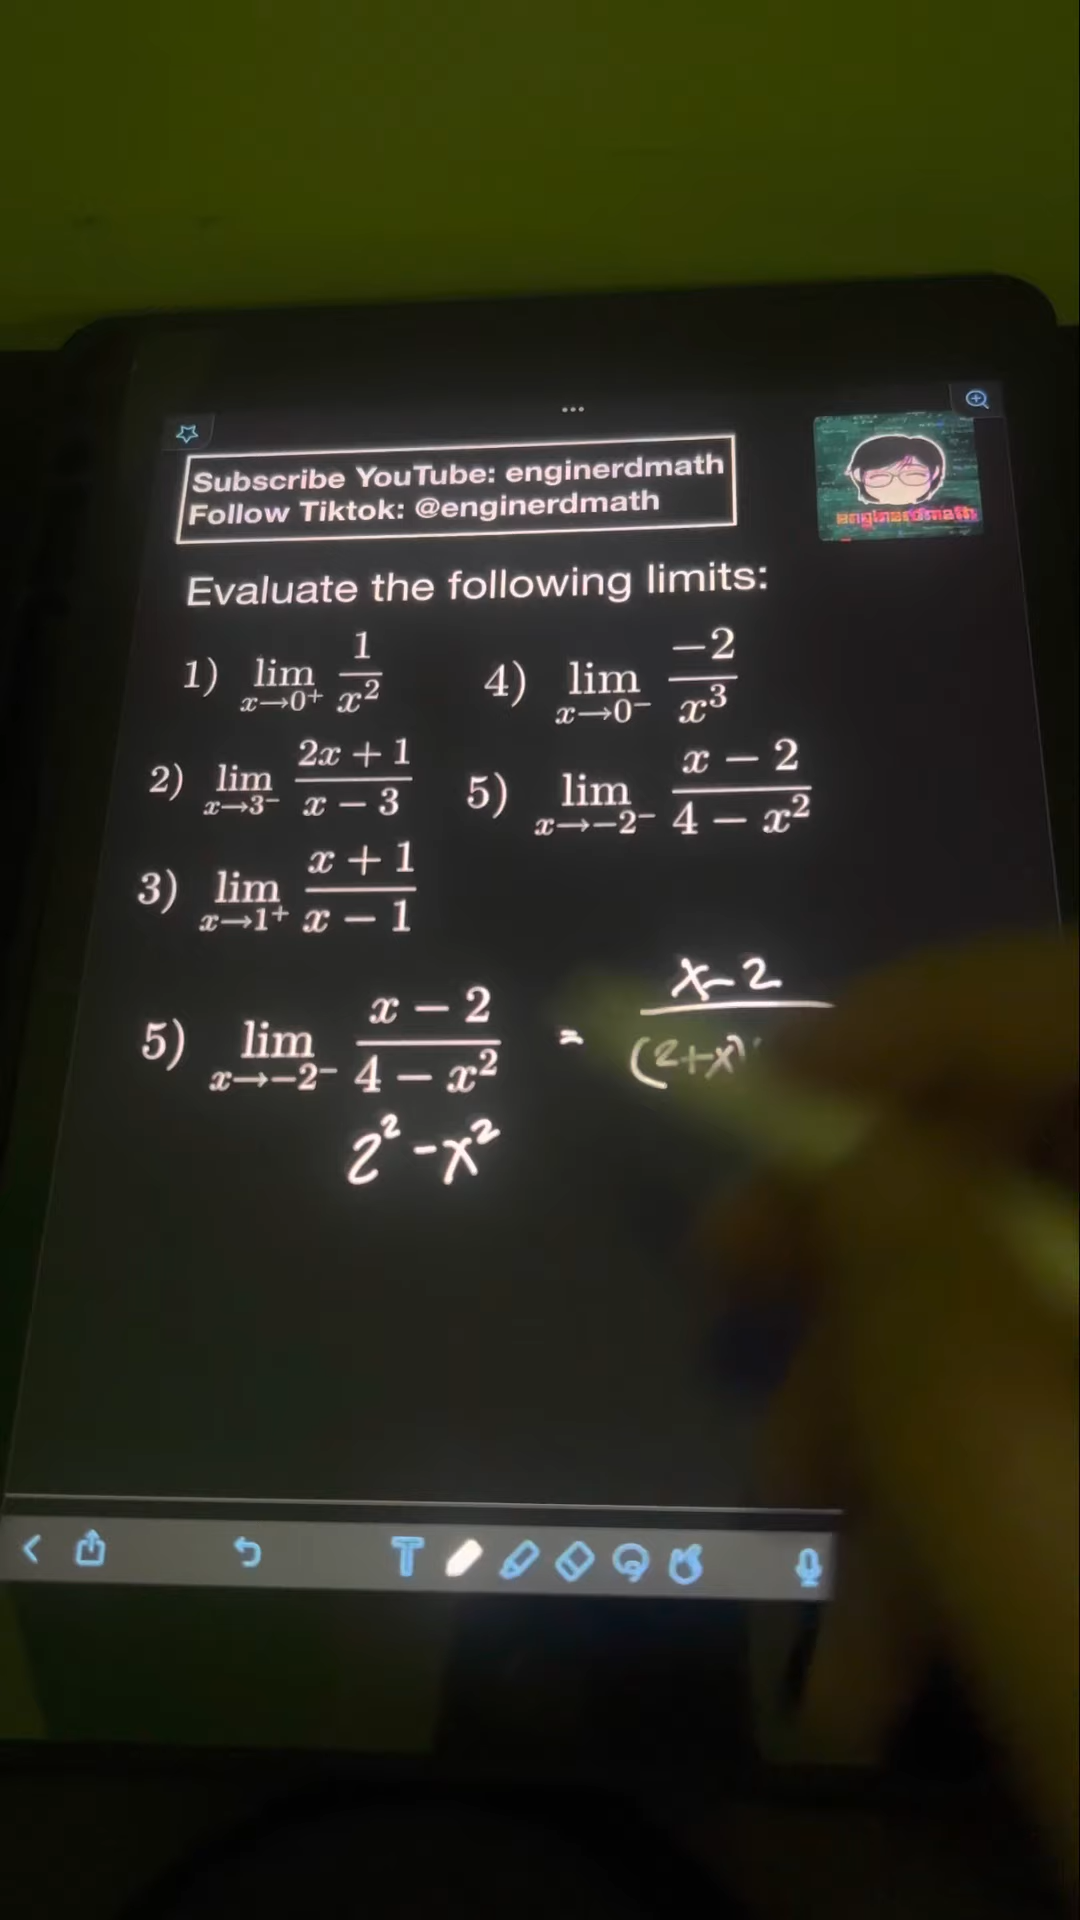 Subscribe YouTube: enginerdmath
Follow Tiktok: @enginerdmath
enginerdmath
Evaluate the following limits:
1) lim x→0⁺ 1/x²
2) lim x→3⁻ (2x + 1)/(x − 3)
3) lim x→1⁺ (x + 1)/(x − 1)
4) lim x→0⁻ −2/x³
5) lim x→−2⁻ (x − 2)/(4 − x²)
5) lim x→−2⁻ (x − 2)/(4 − x²) = (x-2)/(2+x)
2² - x²
T